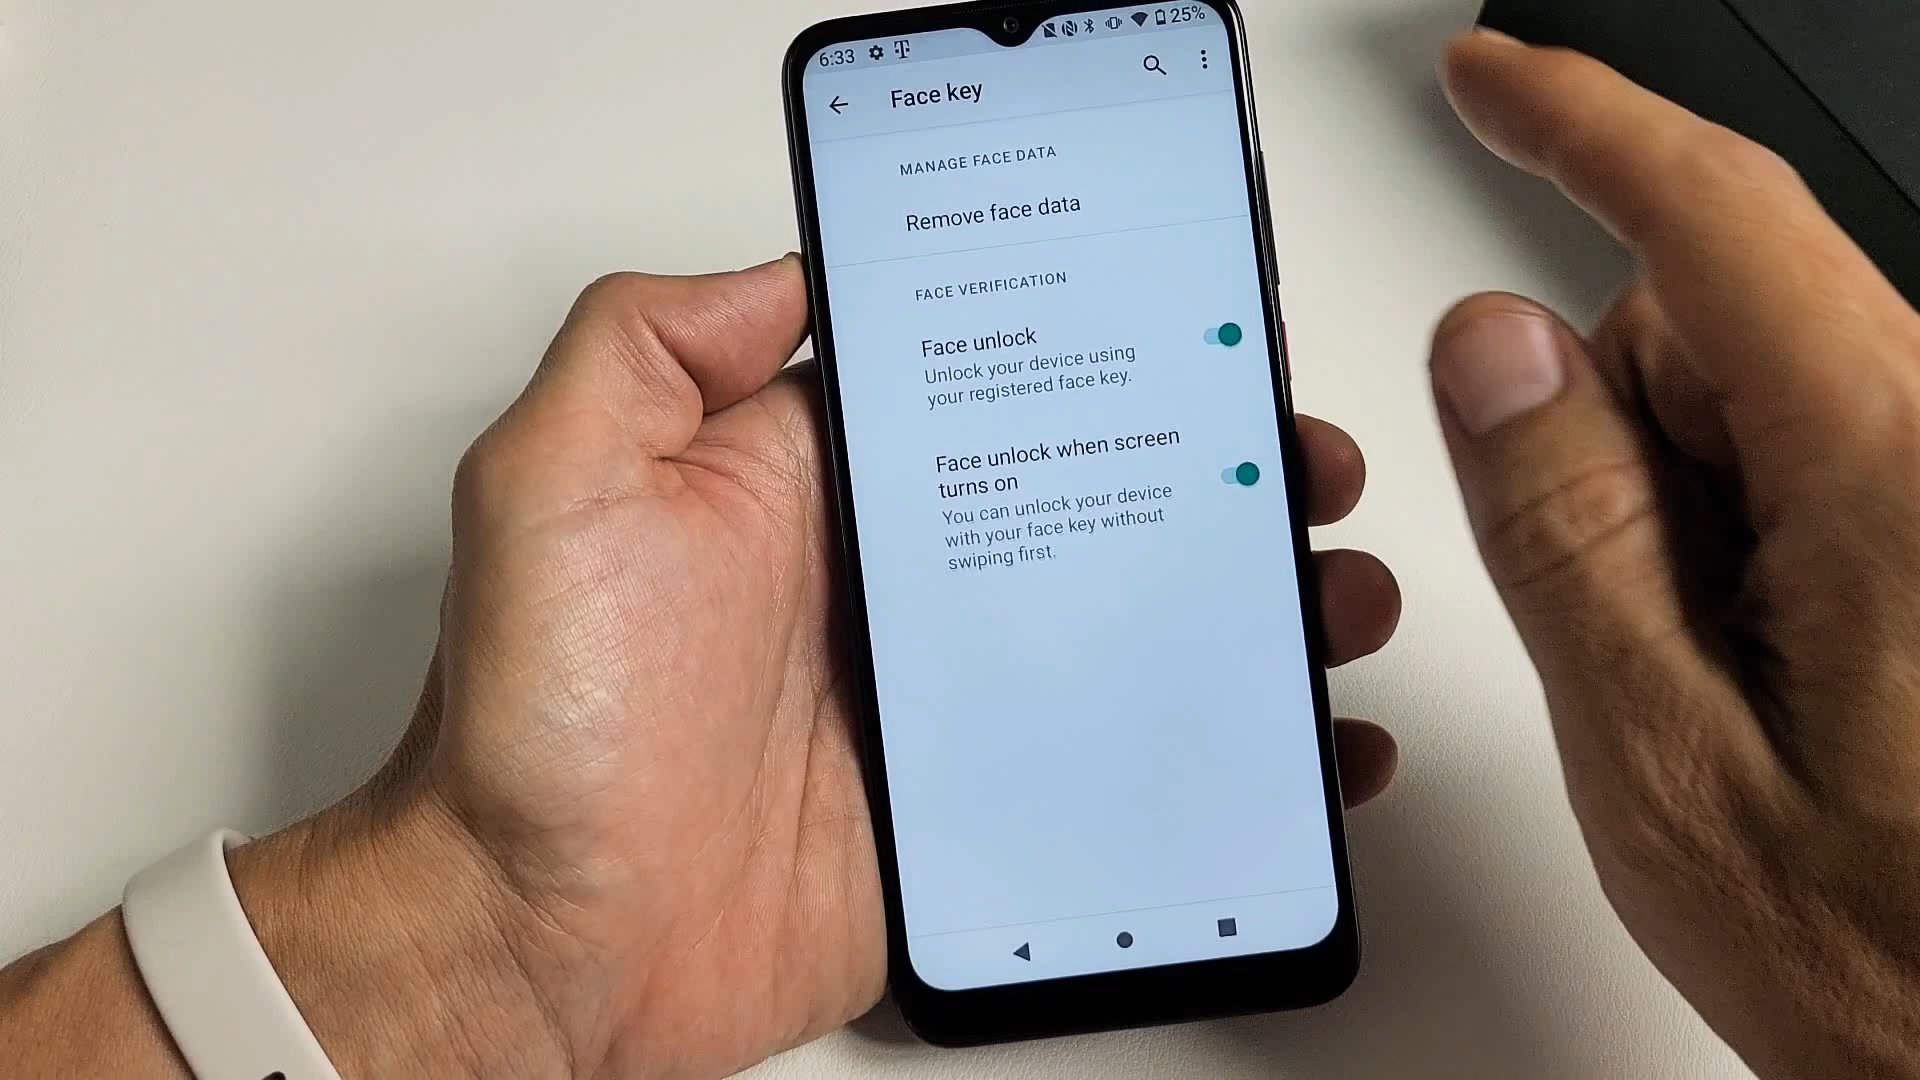 6:33 T 25%
Face key
MANAGE FACE DATA
Remove face data
FACE VERIFICATION
Face unlock
Unlock your device using
your registered face key.
Face unlock when screen
turns on
You can unlock your device
with your face key without
swiping first.